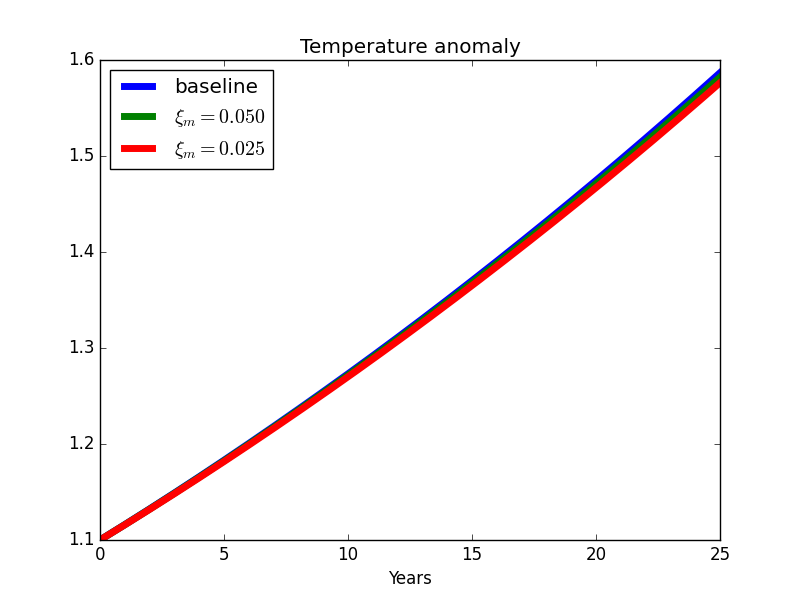 Temperature anomaly
baseline
ξₘ = 0.050
ξₘ = 0.025
1.6
1.5
1.4
1.3
1.2
1.1
0 5 10 15 20 25
Years